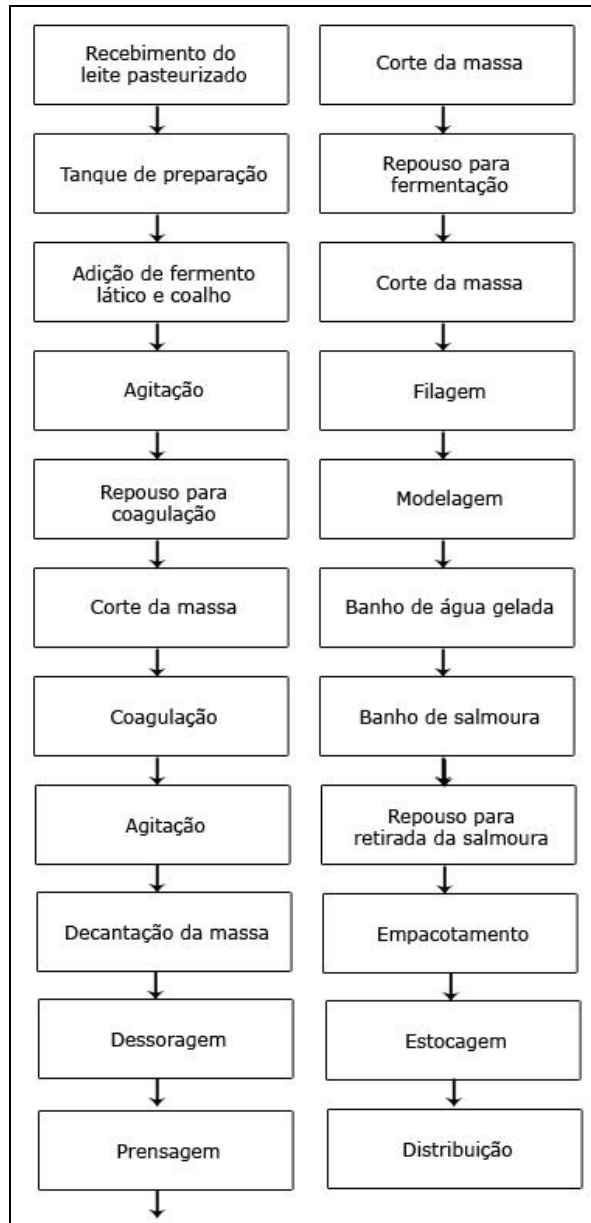 Recebimento do
leite pasteurizado
Tanque de preparação
Adição de fermento
lático e coalho
Agitação
Repouso para
coagulação
Corte da massa
Coagulação
Agitação
Decantação da massa
Dessoragem
Prensagem
Corte da massa
Repouso para
fermentação
Corte da massa
Filagem
Modelagem
Banho de água gelada
Banho de salmoura
Repouso para
retirada da salmoura
Empacotamento
Estocagem
Distribuição